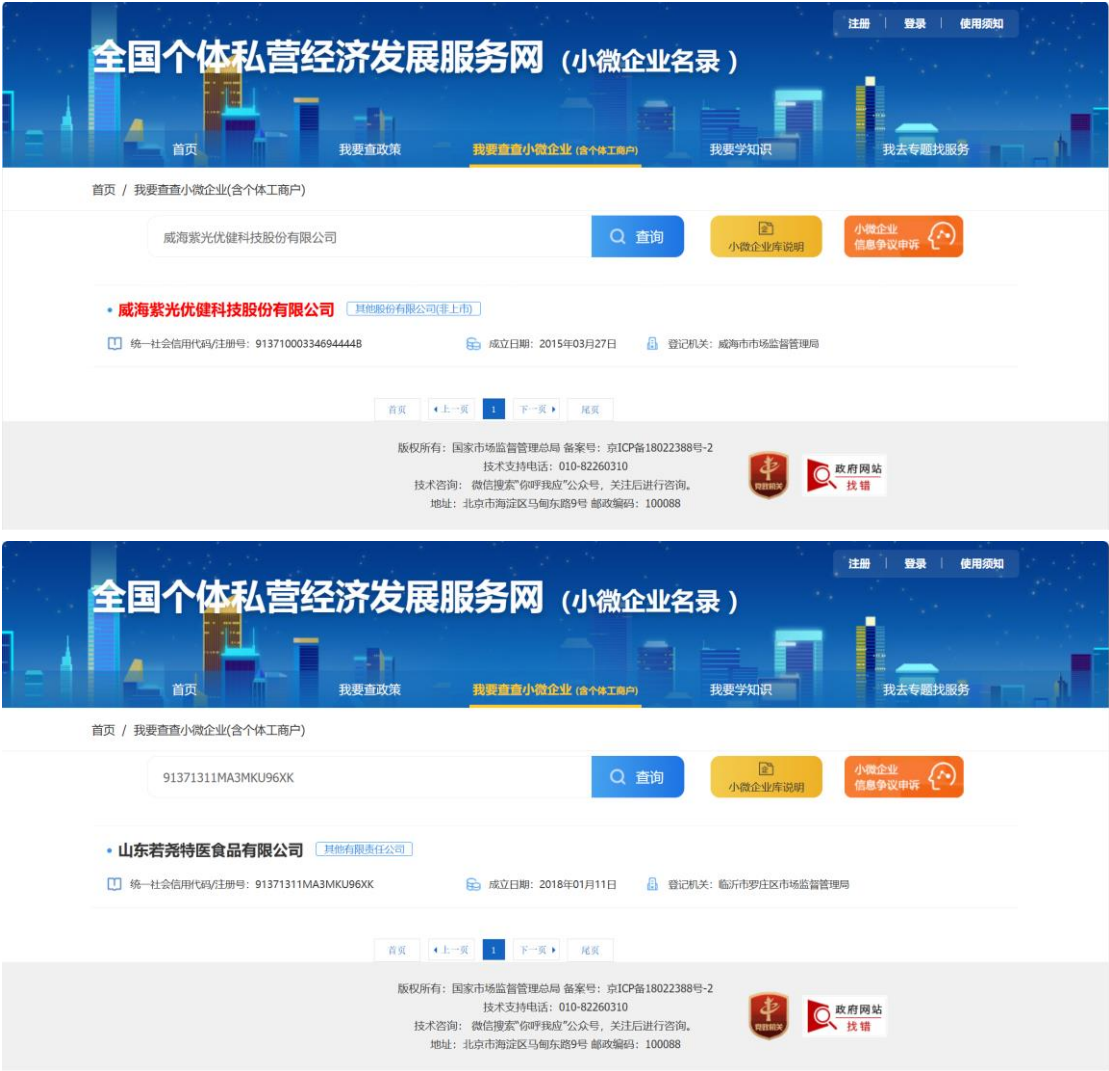 注册 | 登录 | 使用须知
全国个体私营经济发展服务网 (小微企业名录)
首页 我要查政策 我要查查小微企业 (含个体工商户) 我要学知识 我去专题找服务
首页 / 我要查查小微企业(含个体工商户)
威海紫光优健科技股份有限公司 查询 小微企业库说明 小微企业
信息争议申诉
• 威海紫光优健科技股份有限公司 其他股份有限公司(非上市)
统一社会信用代码/注册号: 91371000334694444B 成立日期: 2015年03月27日 登记机关: 威海市市场监督管理局
首页 上一页 1 下一页 尾页
版权所有: 国家市场监督管理总局 备案号: 京ICP备18022388号-2
技术支持电话: 010-82260310
技术咨询: 微信搜索"你呼我应"公众号, 关注后进行咨询。
地址: 北京市海淀区马甸东路9号 邮政编码: 100088
党政机关
政府网站
找错
注册 | 登录 | 使用须知
全国个体私营经济发展服务网 (小微企业名录)
首页 我要查政策 我要查查小微企业 (含个体工商户) 我要学知识 我去专题找服务
首页 / 我要查查小微企业(含个体工商户)
91371311MA3MKU96XK 查询 小微企业库说明 小微企业
信息争议申诉
• 山东若尧特医食品有限公司 其他有限责任公司
统一社会信用代码/注册号: 91371311MA3MKU96XK 成立日期: 2018年01月11日 登记机关: 临沂市罗庄区市场监督管理局
首页 上一页 1 下一页 尾页
版权所有: 国家市场监督管理总局 备案号: 京ICP备18022388号-2
技术支持电话: 010-82260310
技术咨询: 微信搜索"你呼我应"公众号, 关注后进行咨询。
地址: 北京市海淀区马甸东路9号 邮政编码: 100088
党政机关
政府网站
找错